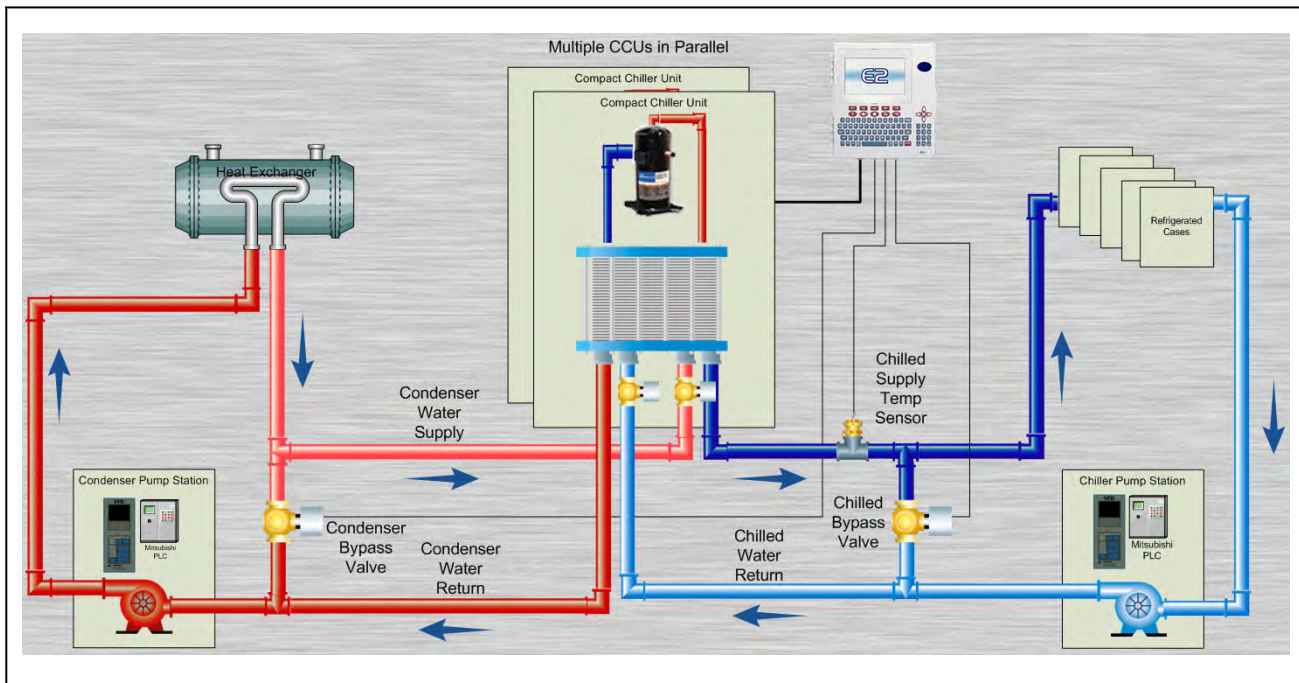 Multiple CCUs in Parallel
Compact Chiller Unit
Compact Chiller Unit
E2
Heat Exchanger
Refrigerated
Cases
Chilled
Supply
Temp
Sensor
Condenser
Water
Supply
Condenser Pump Station
VFD
Mitsubishi
PLC
Condenser
Bypass
Valve
Condenser
Water
Return
Chilled
Water
Return
Chilled
Bypass
Valve
Chiller Pump Station
VFD
Mitsubishi
PLC